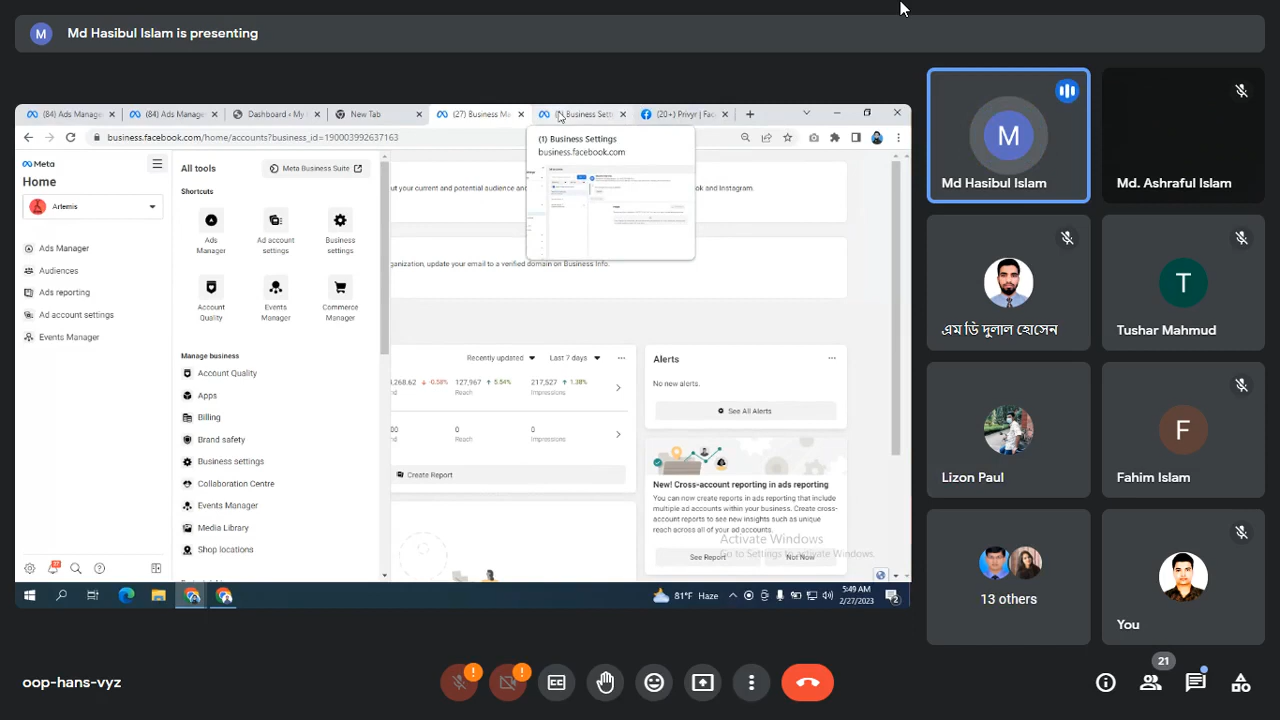 M
Md Hasibul Islam is presenting
(84) Ads Manag
(84) Ads Manag
Dashboard ‹ My
New Tab
(27) Business M
Business Sett
(20+) Privyr | Fac
business.facebook.com/home/accounts?business_id=190003992637163
(1) Business Settings
business.facebook.com
Meta
Home
Artemis
Ads Manager
Audiences
Ads reporting
Ad account settings
Events Manager
All tools
Meta Business Suite
Shortcuts
Ads
Manager
Ad account
settings
Business
settings
Account
Quality
Events
Manager
Commerce
Manager
Manage business
Account Quality
Apps
Billing
Brand safety
Business settings
Collaboration Centre
Events Manager
Media Library
Shop locations
out your current and potential audience a
ok and Instagram.
ganization, update your email to a verified domain on Business Info.
Recently updated
Last 7 days
,268.62
0.58%
127,967
5.54%
217,527
1.38%
nd
Reach
Impressions
00
0
0
nd
Reach
Impressions
Create Report
Alerts
No new alerts.
See All Alerts
New! Cross-account reporting in ads reporting
You can now create reports in ads reporting that include
multiple ad accounts within your business. Create cross-
account reports to see new insights such as unique
reach across all of your ad accounts.
See Report
Not Now
Activate Windows
Go to Settings to activate Windows.
81°F Haze
5:49 AM
2/27/2023
2
M
Md Hasibul Islam
Md. Ashraful Islam
এম ডি দুলাল হোসেন
T
Tushar Mahmud
Lizon Paul
F
Fahim Islam
13 others
You
oop-hans-vyz
21